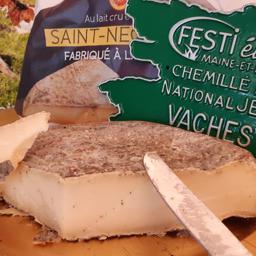 Au lait cru
SAINT-NEC
FABRIQUÉ À L
FESTI
MAINE-ET-
CHEMILLÉ
NATIONAL JE
VACHES